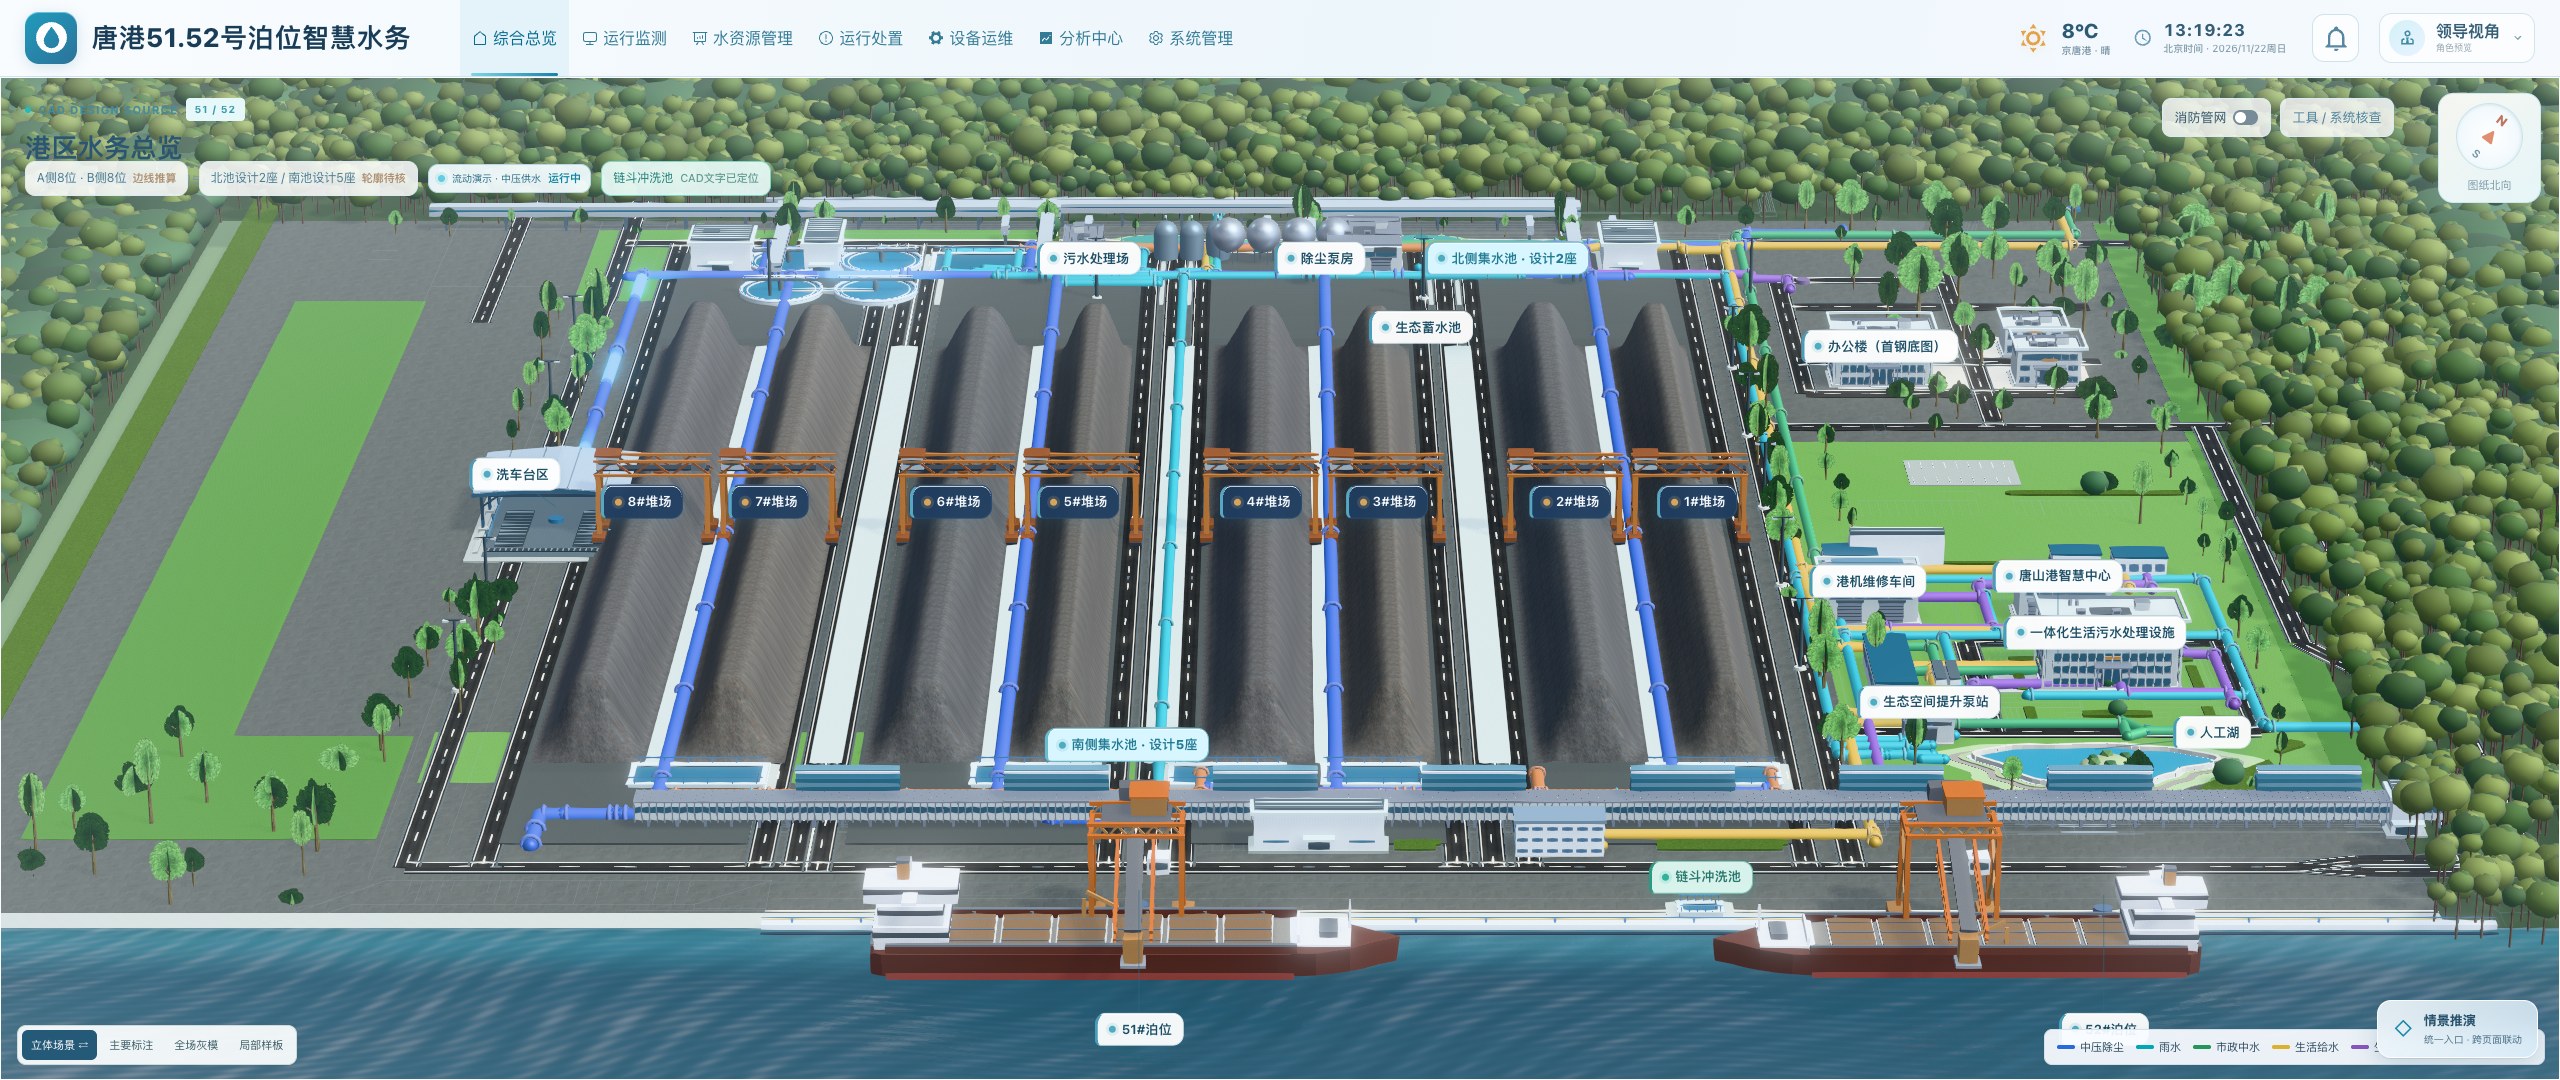 唐港51.52号泊位智慧水务
综合总览
运行监测
水资源管理
运行处置
设备运维
分析中心
系统管理
8°C
京唐港 · 晴
13:19:23
北京时间 · 2026/11/22周日
领导视角
角色预览
51 / 52
港区水务总览
A侧8位 · B侧8位 边线推算
北池设计2座 / 南池设计5座 轮廓待核
流动演示 · 中压供水 运行中
链斗冲洗池 CAD文字已定位
消防管网
工具 / 系统核查
N
S
图纸北向
污水处理场
除尘泵房
北侧集水池 · 设计2座
生态蓄水池
办公楼（首钢底图）
洗车台区
8#堆场
7#堆场
6#堆场
5#堆场
4#堆场
3#堆场
2#堆场
1#堆场
港机维修车间
唐山港智慧中心
一体化生活污水处理设施
生态空间提升泵站
人工湖
南侧集水池 · 设计5座
链斗冲洗池
51#泊位
52#泊位
立体场景
主要标注
全场灰模
局部样板
中压除尘
雨水
市政中水
生活给水
情景推演
统一入口 · 跨页面联动